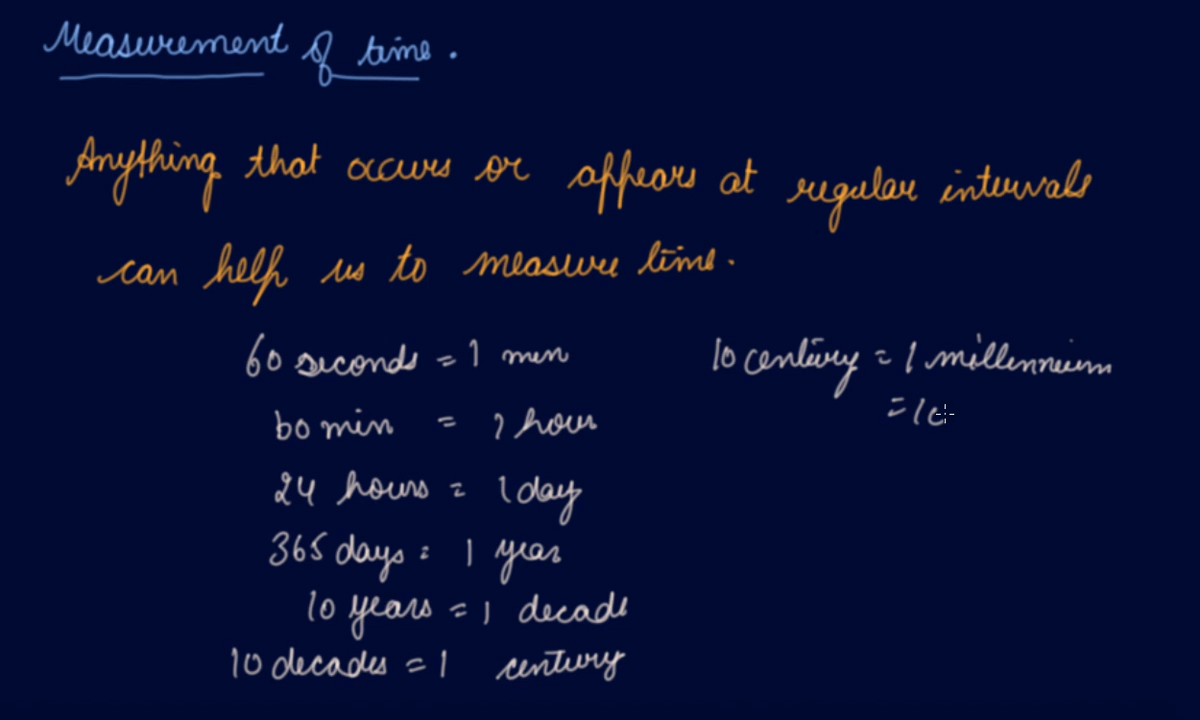 Measurement of time.
Anything that occurs or appears at regular intervals
can help us to measure time.
60 seconds = 1 min
60 min = 1 hour
24 hours = 1 day
365 days = 1 year
10 years = 1 decade
10 decades = 1 century
10 century = 1 millennium
= 10